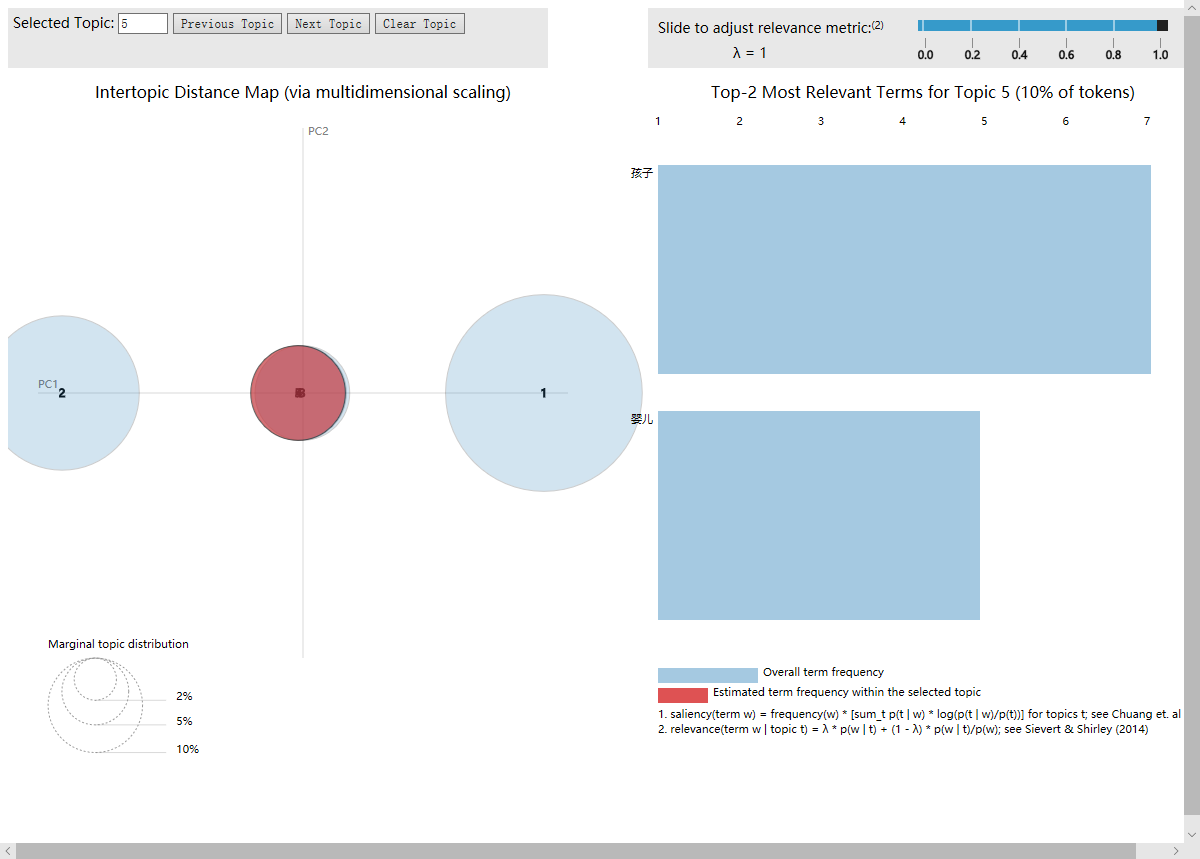 Selected Topic: 5 Previous Topic Next Topic Clear Topic
Slide to adjust relevance metric:(2)
λ = 1
0.0 0.2 0.4 0.6 0.8 1.0
Intertopic Distance Map (via multidimensional scaling)
PC2
PC1
2
1
Marginal topic distribution
2%
5%
10%
Top-2 Most Relevant Terms for Topic 5 (10% of tokens)
1 2 3 4 5 6 7
孩子
婴儿
Overall term frequency
Estimated term frequency within the selected topic
1. saliency(term w) = frequency(w) * [sum_t p(t | w) * log(p(t | w)/p(t))] for topics t; see Chuang et. al
2. relevance(term w | topic t) = λ * p(w | t) + (1 - λ) * p(w | t)/p(w); see Sievert & Shirley (2014)